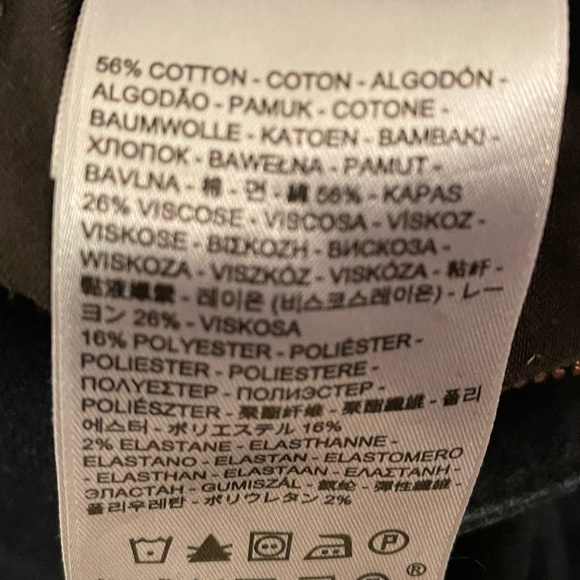 56% COTTON - COTON - ALGODÓN -
ALGODÃO - PAMUK - COTONE -
BAUMWOLLE - KATOEN - BAMBAKI -
ХЛОПОК - BAWEŁNA - PAMUT -
BAVLNA - 棉 - 면 - 綿 56% - KAPAS
26% VISCOSE - VISCOSA - VİSKOZ -
VISKOSE - ΒΙΣΚΟΖΗ - ВИСКОЗА -
WISKOZA - VISZKÓZ - VISKÓZA - 粘纤 -
黏液嫘縈 - 레이온 (비스코스레이온) - レー
ヨン 26% - VISKOSA
16% POLYESTER - POLIÉSTER -
POLIESTER - POLIESTERE -
ΠΟΛΥΕΣΤΕΡ - ПОЛИЭСТЕР -
POLIÉSZTER - 聚酯纤维 - 聚酯纖維 - 폴리
에스터 - ポリエステル 16%
2% ELASTANE - ELASTHANNE -
ELASTANO - ELASTAN - ELASTOMERO
- ELASTHAN - ELASTAAN - ΕΛΑΣΤΑΝΗ -
ЭЛАСТАН - GUMISZÁL - 氨纶 - 彈性纖維 -
폴리우레탄 - ポリウレタン 2%
P
®